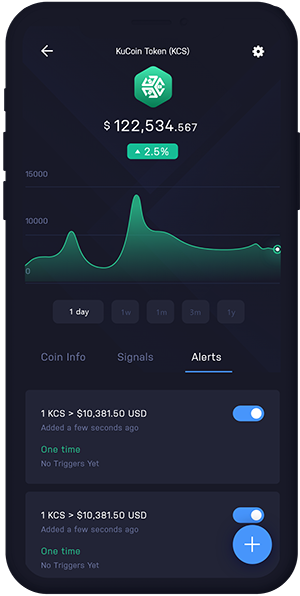 KuCoin Token (KCS)
$ 122,534.567
2.5%
15000
10000
0
1 day 1w 1m 3m 1y
Coin Info Signals Alerts
1 KCS > $10,381.50 USD
Added a few seconds ago
One time
No Triggers Yet
1 KCS > $10,381.50 USD
Added a few seconds ago
One time
No Triggers Yet